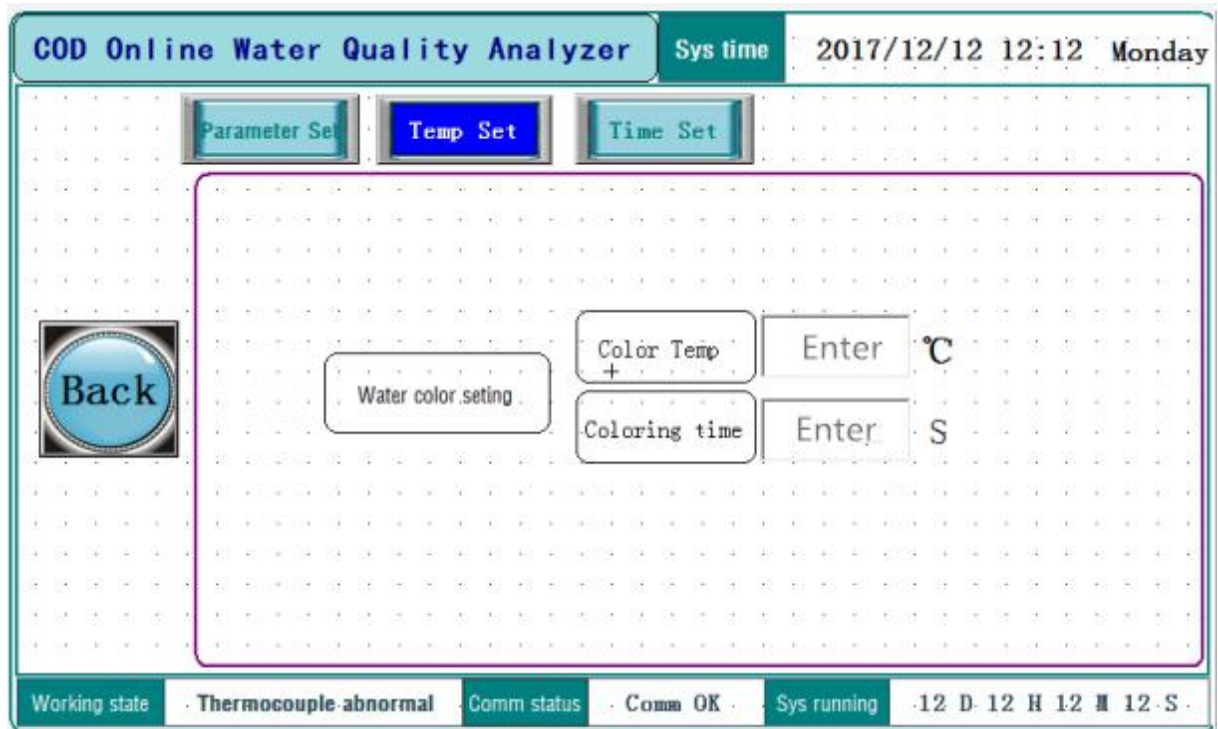 COD Online Water Quality Analyzer Sys time 2017/12/12 12:12 Monday
Parameter Set Temp Set Time Set
Color Temp Enter ℃
+
Back Water color seting
Coloring time Enter S
Working state Thermocouple abnormal Comm status Comm OK Sys running 12 D 12 H 12 M 12 S